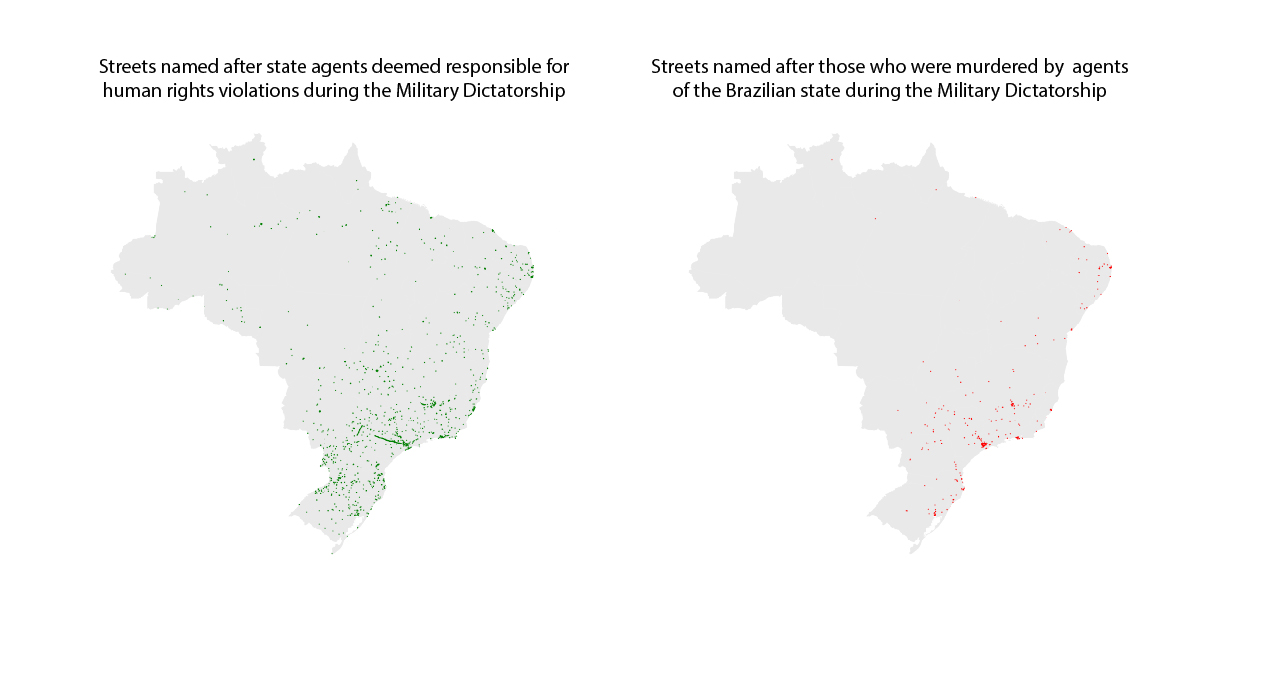 Streets named after state agents deemed responsible for
human rights violations during the Military Dictatorship
Streets named after those who were murdered by  agents
of the Brazilian state during the Military Dictatorship